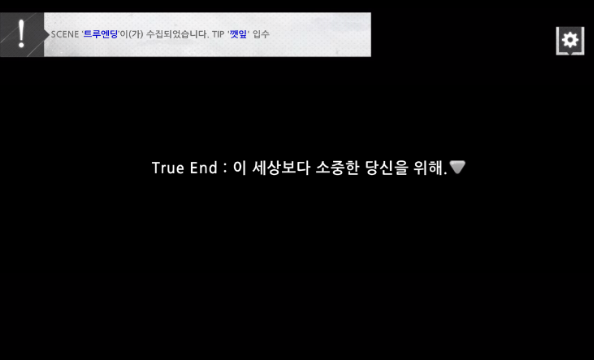 SCENE '트루엔딩'이(가) 수집되었습니다. TIP '깻잎' 입수
True End : 이 세상보다 소중한 당신을 위해.